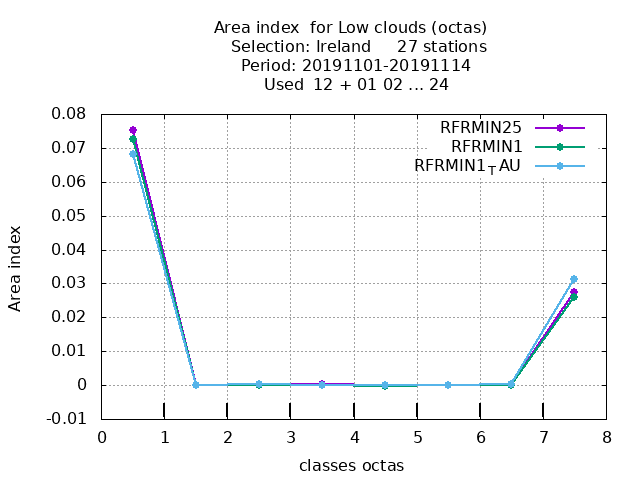 Area index  for Low clouds (octas)
Selection: Ireland     27 stations
Period: 20191101-20191114
Used  12 + 01 02 ... 24
RFRMIN25
RFRMIN1
RFRMIN1TAU
0.08
0.07
0.06
0.05
0.04
0.03
0.02
0.01
0
-0.01
Area index
0 1 2 3 4 5 6 7 8
classes octas